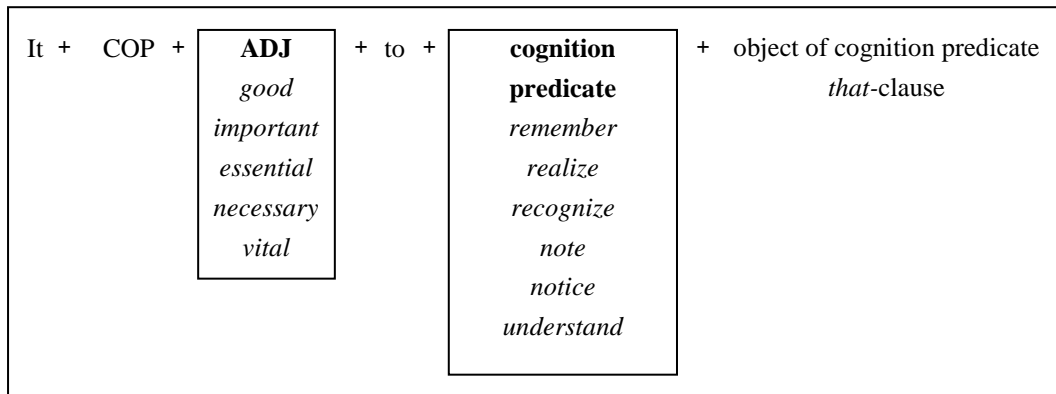 It + COP + ADJ + to + cognition + object of cognition predicate
good predicate that-clause
important remember
essential realize
necessary recognize
vital note
notice
understand